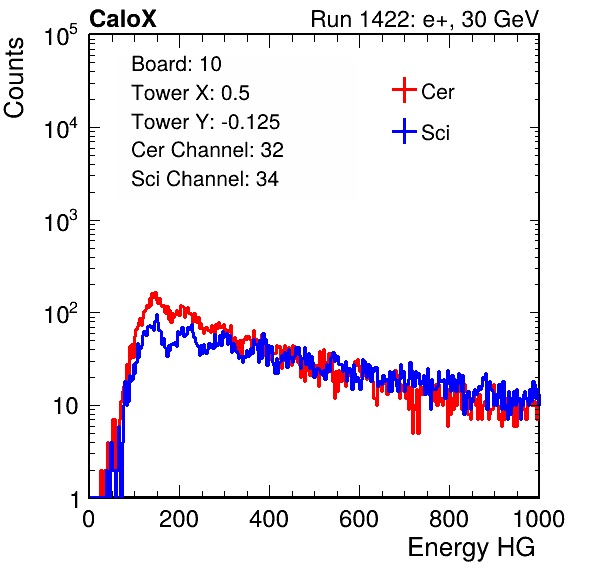 CaloX
Run 1422: e+, 30 GeV
Counts
10^5
10^4
10^3
10^2
10
1
Board: 10
Tower X: 0.5
Tower Y: -0.125
Cer Channel: 32
Sci Channel: 34
Cer
Sci
0 200 400 600 800 1000
Energy HG